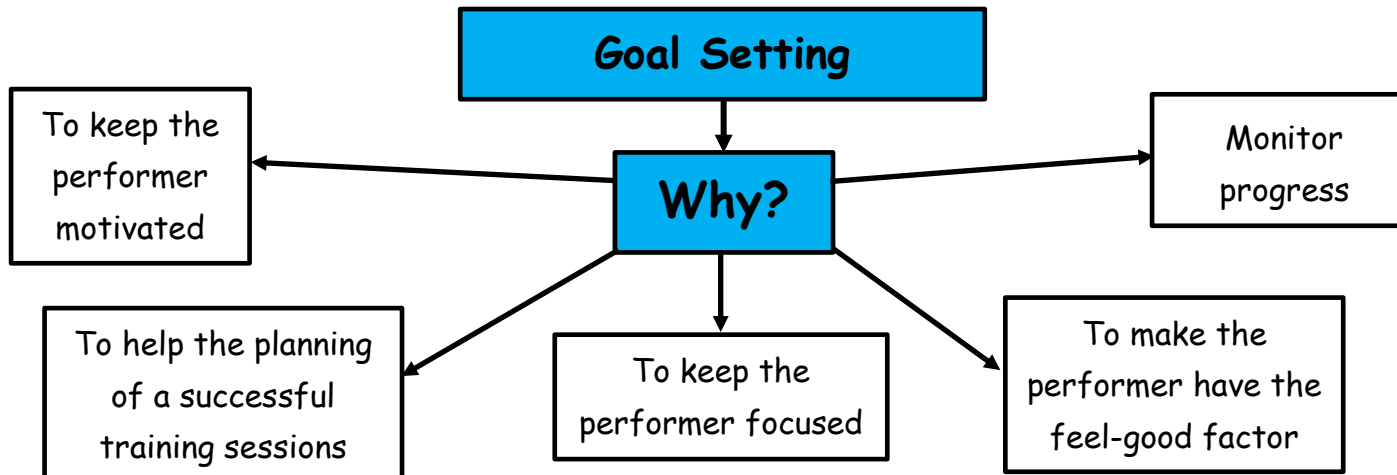 Goal Setting
Why?
To keep the
performer
motivated
Monitor
progress
To help the planning
of a successful
training sessions
To keep the
performer focused
To make the
performer have the
feel-good factor